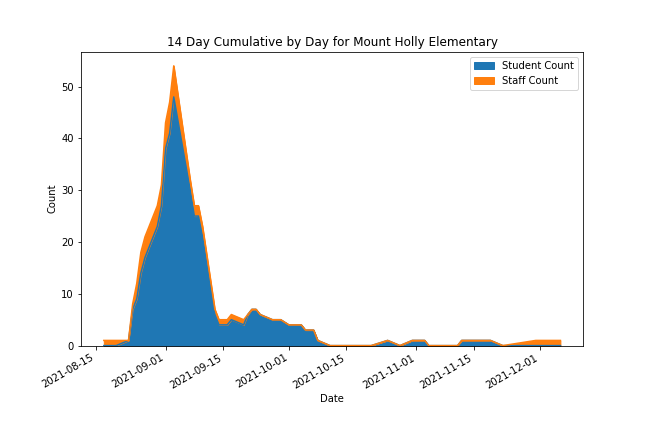 14 Day Cumulative by Day for Mount Holly Elementary
Student Count
Staff Count
Count
50
40
30
20
10
0
2021-08-15
2021-09-01
2021-09-15
2021-10-01
2021-10-15
2021-11-01
2021-11-15
2021-12-01
Date